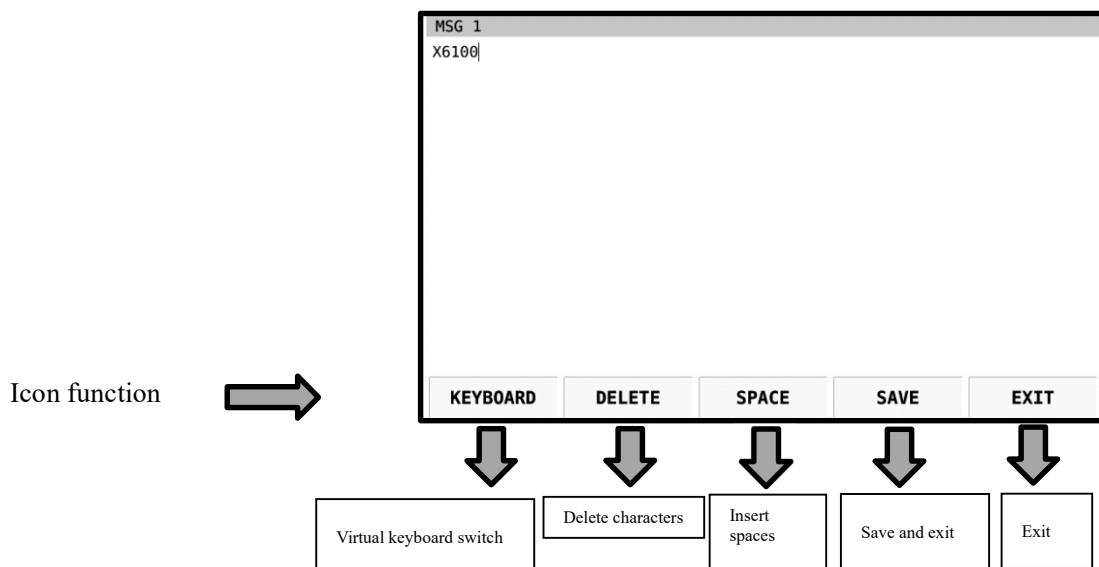 MSG 1
X6100
Icon function
KEYBOARD DELETE SPACE SAVE EXIT
Virtual keyboard switch
Delete characters
Insert
spaces
Save and exit
Exit